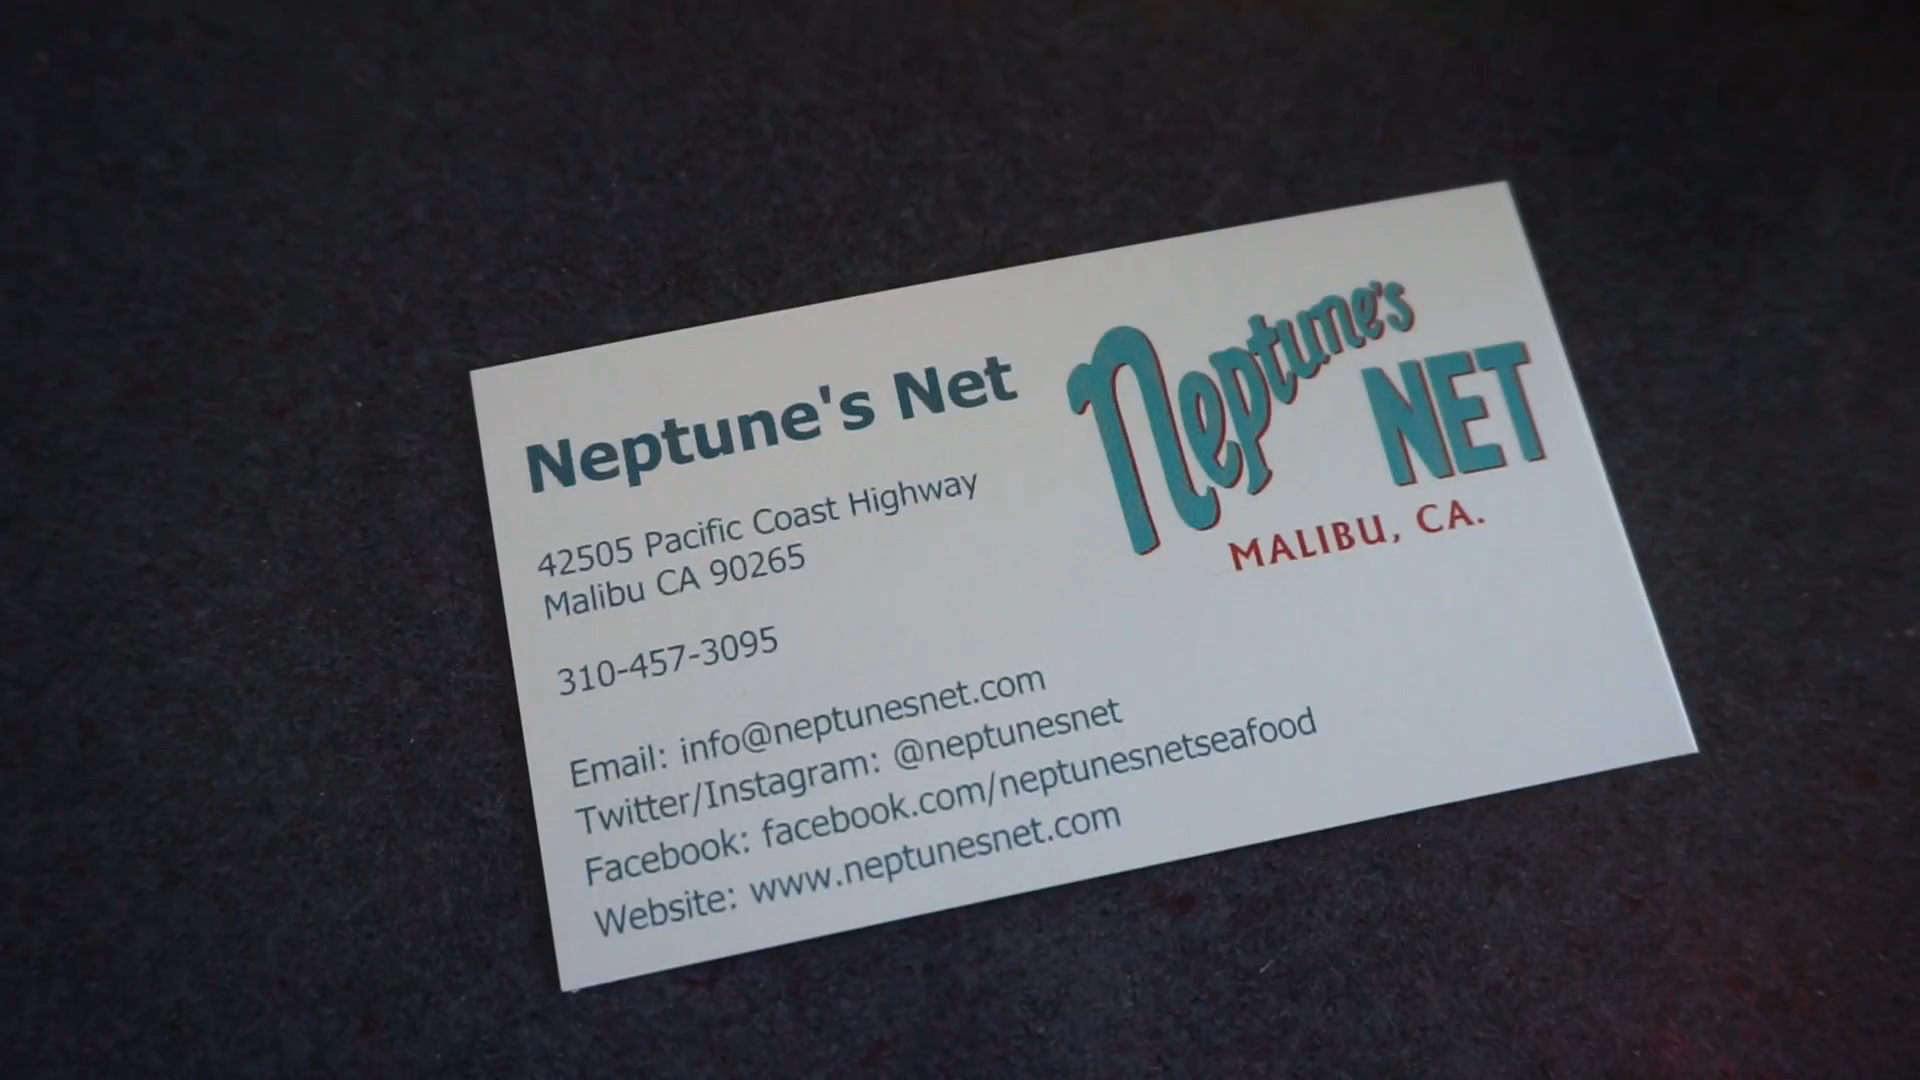 Neptune's Net
42505 Pacific Coast Highway
Malibu CA 90265
310-457-3095
Email: info@neptunesnet.com
Twitter/Instagram: @neptunesnet
Facebook: facebook.com/neptunesnetseafood
Website: www.neptunesnet.com
Neptune's
NET
MALIBU, CA.